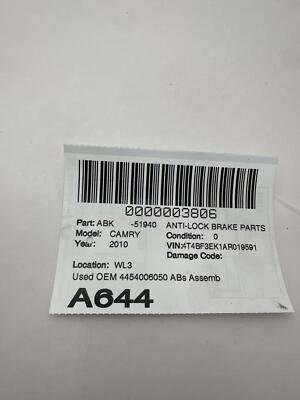 0000003806
Part: ABK -51940 ANTI-LOCK BRAKE PARTS
Model: CAMRY Condition: 0
Year: 2010 VIN:4T4BF3EK1AR019591
Damage Code:
Location: WL3
Used OEM 4454006050 ABs Assemb
A644